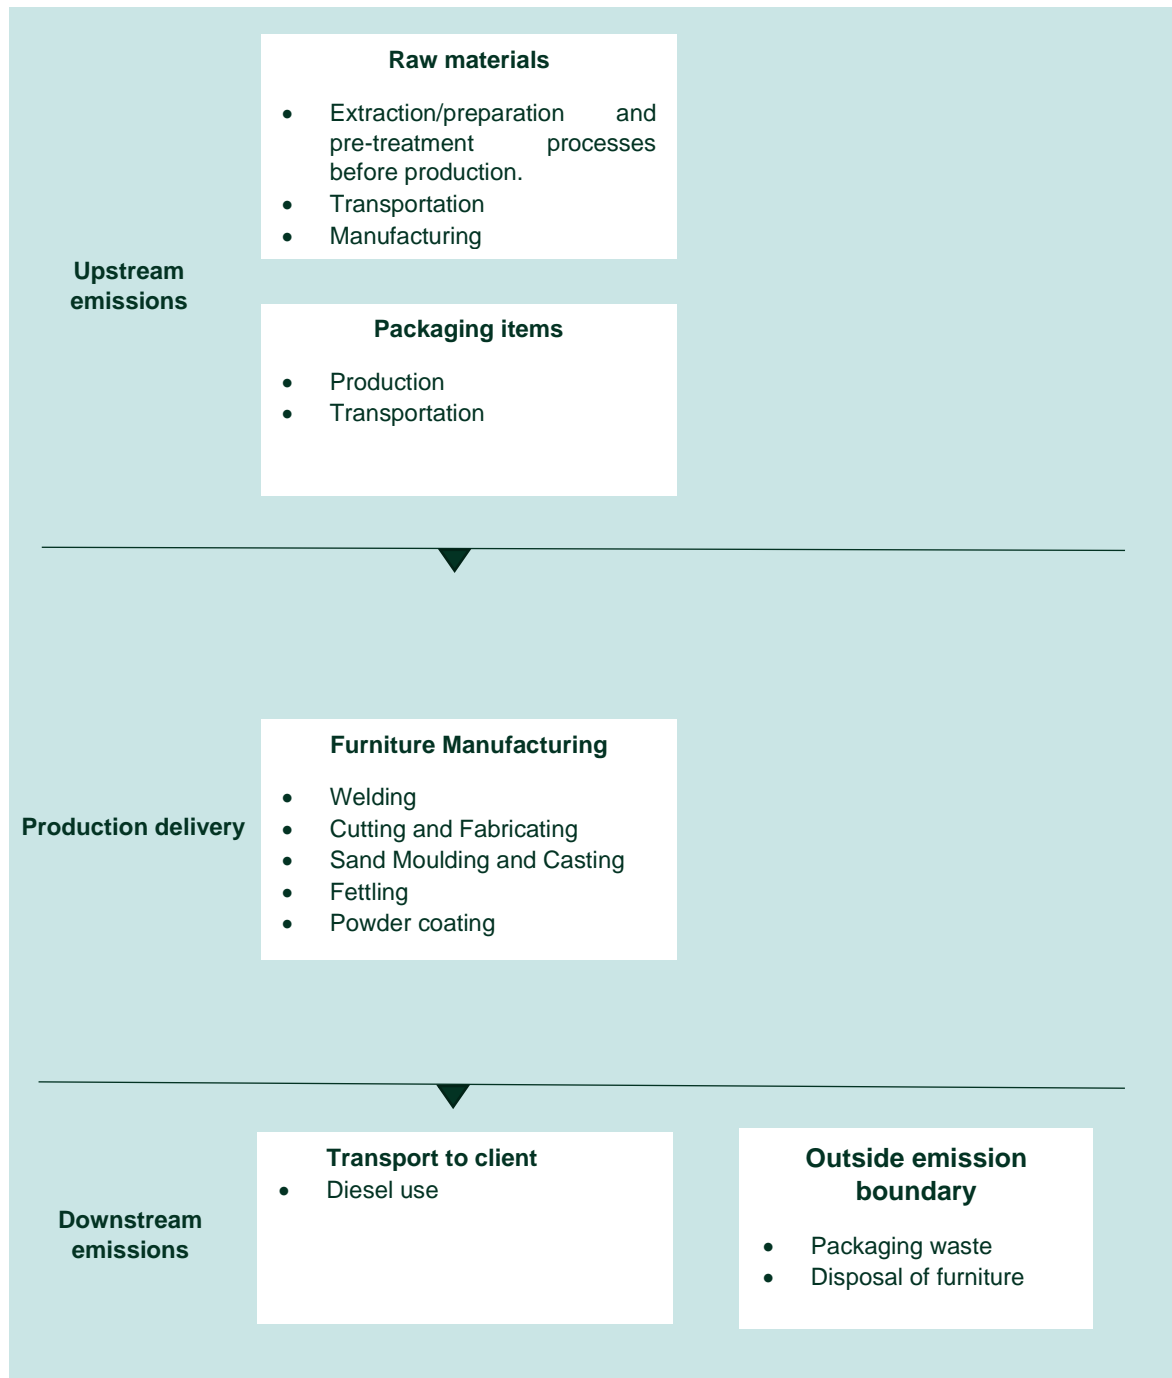 Raw materials
• Extraction/preparation and
pre-treatment processes
before production.
• Transportation
• Manufacturing
Upstream
emissions
Packaging items
• Production
• Transportation
Furniture Manufacturing
• Welding
Production delivery
• Cutting and Fabricating
• Sand Moulding and Casting
• Fettling
• Powder coating
Transport to client
• Diesel use
Downstream
emissions
Outside emission
boundary
• Packaging waste
• Disposal of furniture